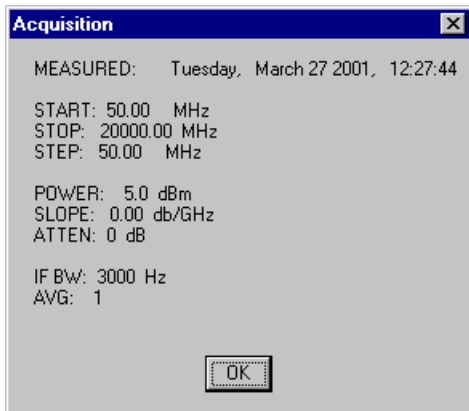 Acquisition
MEASURED: Tuesday, March 27 2001, 12:27:44
START: 50.00 MHz
STOP: 20000.00 MHz
STEP: 50.00 MHz
POWER: 5.0 dBm
SLOPE: 0.00 db/GHz
ATTEN: 0 dB
IF BW: 3000 Hz
AVG: 1
OK